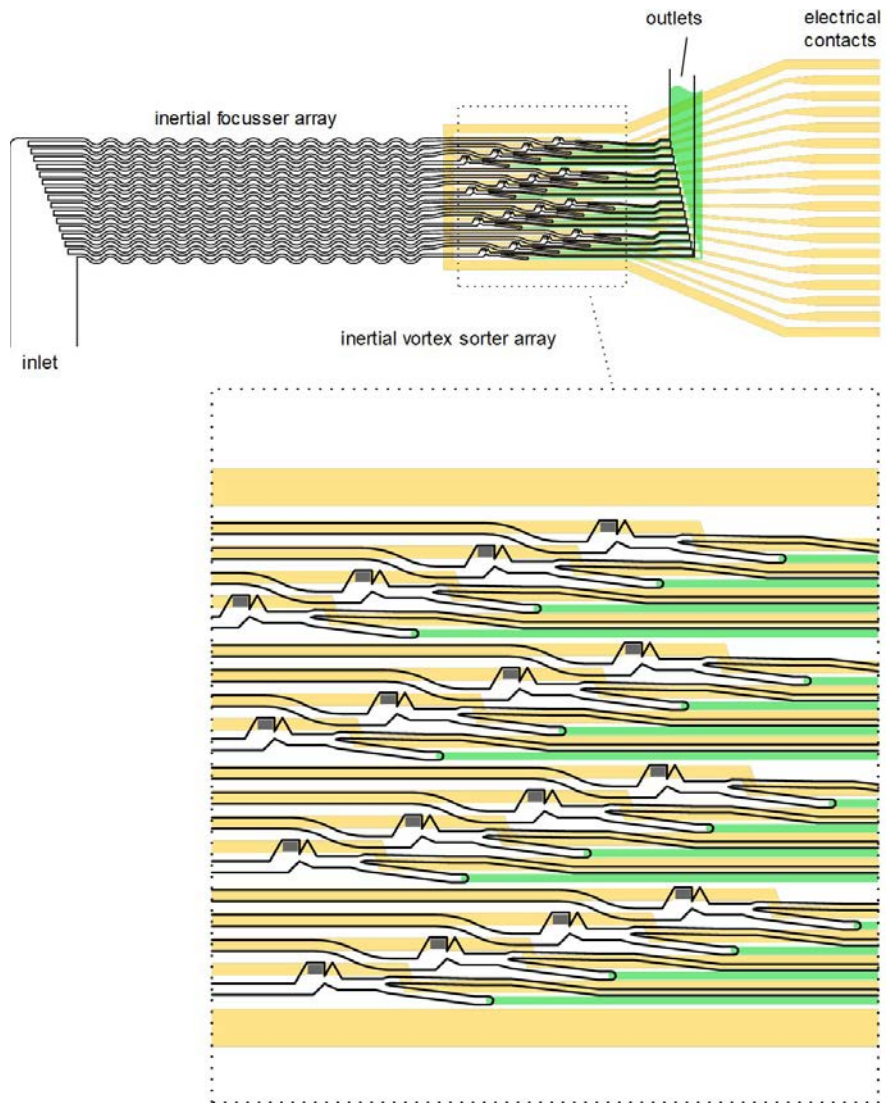 outlets
electrical
contacts
inertial focusser array
inertial vortex sorter array
inlet